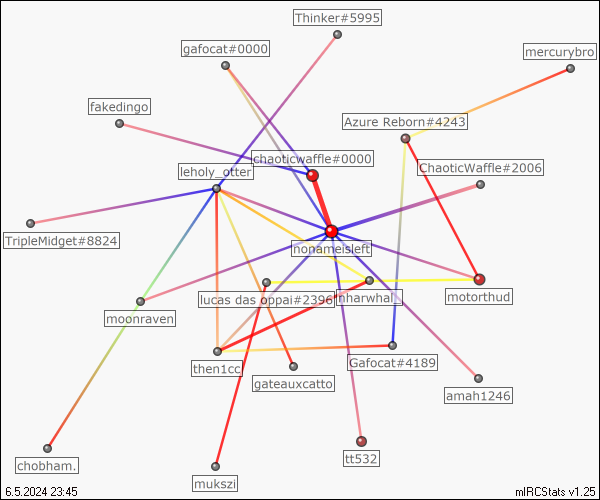 Thinker#5995
gafocat#0000
mercurybro
fakedingo
Azure Reborn#4243
chaoticwaffle#0000
ChaoticWaffle#2006
leholy_otter
TripleMidget#8824
nonameisleft
lucas das oppai#2396
motorthud
moonraven
then1cc
Gafocat#4189
gateauxcatto
amah1246
tt532
chobham.
mukszi
6.5.2024 23:45
mIRCStats v1.25